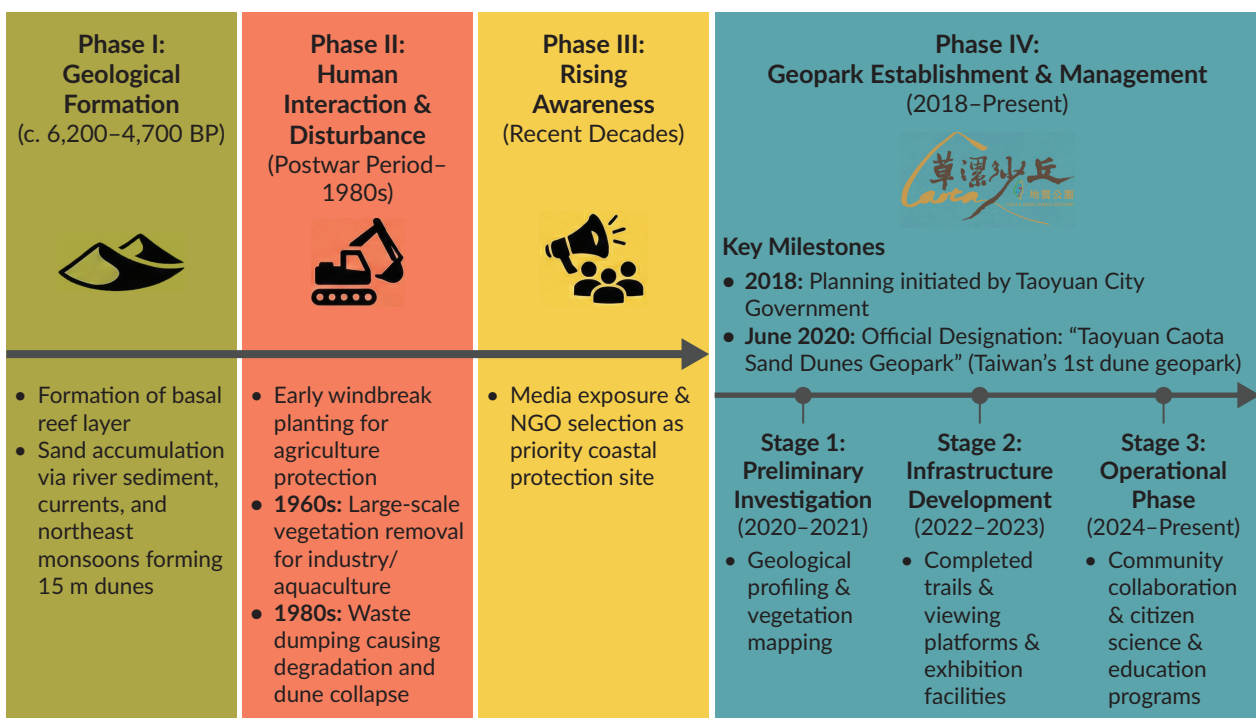 Phase I:
Geological
Formation
(c. 6,200–4,700 BP)
• Formation of basal
reef layer
• Sand accumulation
via river sediment,
currents, and
northeast
monsoons forming
15 m dunes
Phase II:
Human
Interaction &
Disturbance
(Postwar Period–
1980s)
• Early windbreak
planting for
agriculture
protection
• 1960s: Large-scale
vegetation removal
for industry/
aquaculture
• 1980s: Waste
dumping causing
degradation and
dune collapse
Phase III:
Rising
Awareness
(Recent Decades)
• Media exposure &
NGO selection as
priority coastal
protection site
Phase IV:
Geopark Establishment & Management
(2018–Present)
草漯沙丘
Caota
地質公園
Key Milestones
• 2018: Planning initiated by Taoyuan City
Government
• June 2020: Official Designation: “Taoyuan Caota
Sand Dunes Geopark” (Taiwan’s 1st dune geopark)
Stage 1:
Preliminary
Investigation
(2020–2021)
• Geological
profiling &
vegetation
mapping
Stage 2:
Infrastructure
Development
(2022–2023)
• Completed
trails &
viewing
platforms &
exhibition
facilities
Stage 3:
Operational
Phase
(2024–Present)
• Community
collaboration
& citizen
science &
education
programs